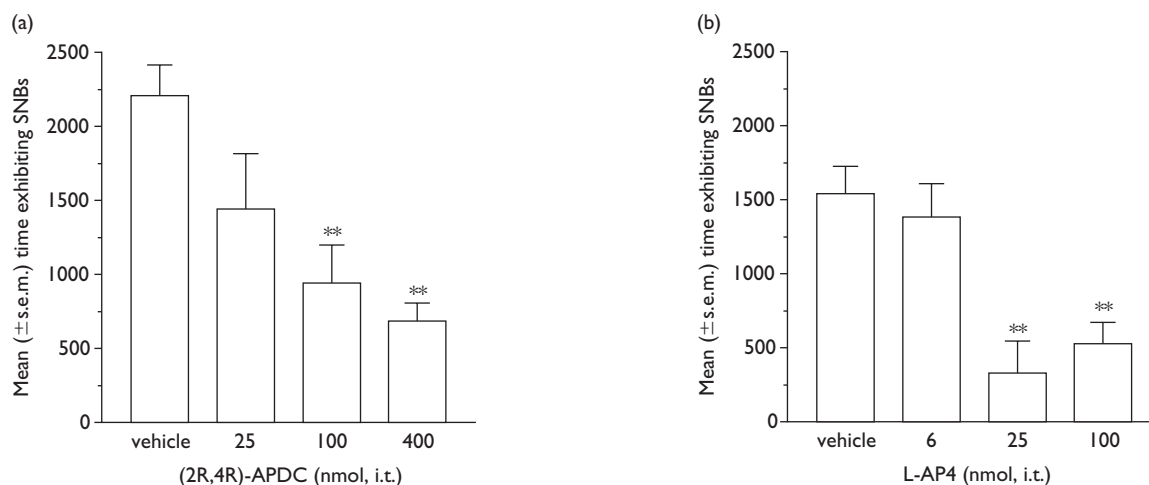 (a)
2500
2000
1500
1000
500
0
Mean (±s.e.m.) time exhibiting SNBs
**
**
vehicle 25 100 400
(2R,4R)-APDC (nmol, i.t.)
(b)
2500
2000
1500
1000
500
0
Mean (±s.e.m.) time exhibiting SNBs
**
**
vehicle 6 25 100
L-AP4 (nmol, i.t.)